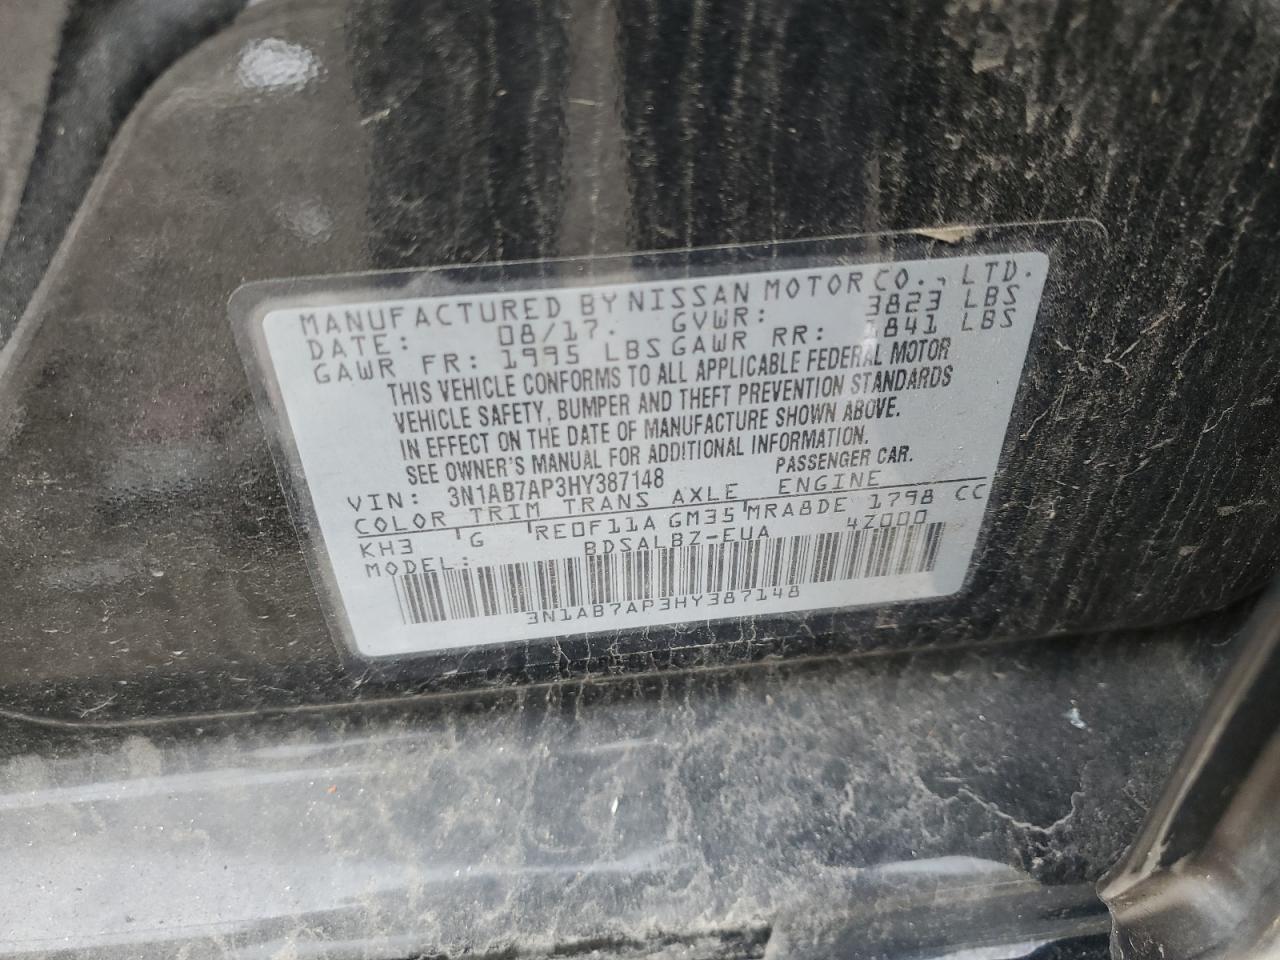 MANUFACTURED BY NISSAN MOTOR CO., LTD.
DATE: 08/17. GVWR: 3823 LBS
GAWR FR: 1995 LBS GAWR RR: 1841 LBS
THIS VEHICLE CONFORMS TO ALL APPLICABLE FEDERAL MOTOR
VEHICLE SAFETY, BUMPER AND THEFT PREVENTION STANDARDS
IN EFFECT ON THE DATE OF MANUFACTURE SHOWN ABOVE.
SEE OWNER'S MANUAL FOR ADDITIONAL INFORMATION.
VIN: 3N1AB7AP3HY387148 PASSENGER CAR.
COLOR TRIM TRANS AXLE ENGINE
KH3 G RE0F11A GM35 MRA8DE 1798 CC
MODEL: BDSALBZ-EUA 4Z000
3N1AB7AP3HY387148